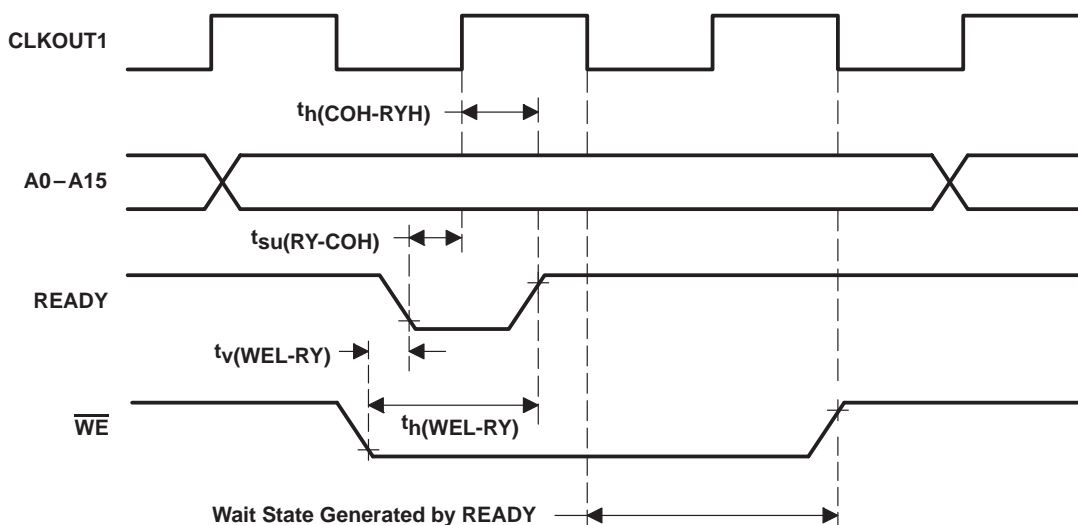 CLKOUT1
th(COH-RYH)
A0–A15
tsu(RY-COH)
READY
tv(WEL-RY)
th(WEL-RY)
WE
Wait State Generated by READY